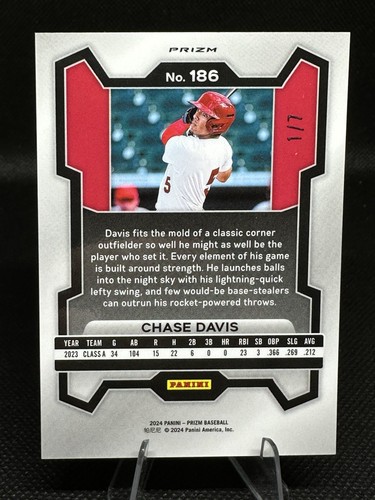 PRIZM
No. 186
1/7
5
Davis fits the mold of a classic corner
outfielder so well he might as well be the
player who set it. Every element of his game
is built around strength. He launches balls
into the night sky with his lightning-quick
lefty swing, and few would-be base-stealers
can outrun his rocket-powered throws.
CHASE DAVIS
YEAR TEAM G AB R H 2B 3B HR RBI SB OBP SLG AVG
2023 CLASS A 34 104 15 22 6 0 0 23 3 .366 .269 .212
PANINI
2024 PANINI – PRIZM BASEBALL
帕尼尼 © 2024 Panini America, Inc.